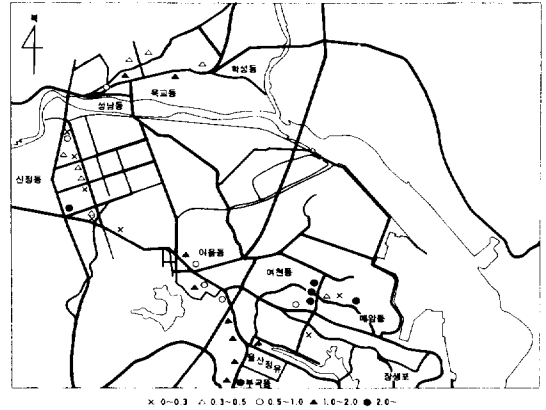 북
학성동
옥교동
성남동
신정동
야음동
여천동
매암동
울산정유
장생포
부곡동
× 0~0.3 △ 0.3~0.5 ○ 0.5~1.0 ▲ 1.0~2.0 ● 2.0~